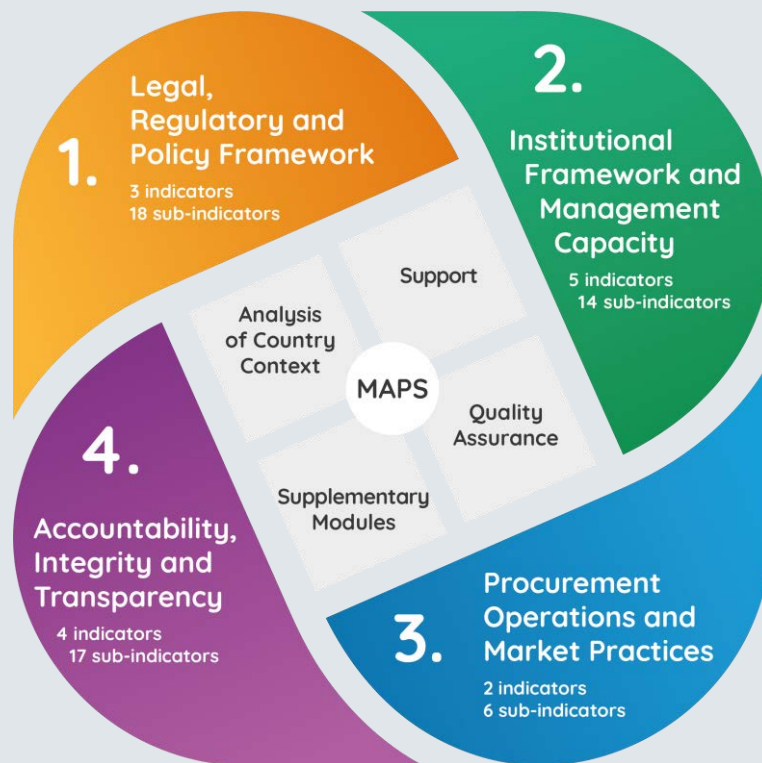 1.
Legal,
Regulatory and
Policy Framework
3 indicators
18 sub-indicators
2.
Institutional
Framework and
Management
Capacity
5 indicators
14 sub-indicators
Support
Analysis
of Country
Context
MAPS
Quality
Assurance
Supplementary
Modules
3.
Procurement
Operations and
Market Practices
2 indicators
6 sub-indicators
4.
Accountability,
Integrity and
Transparency
4 indicators
17 sub-indicators